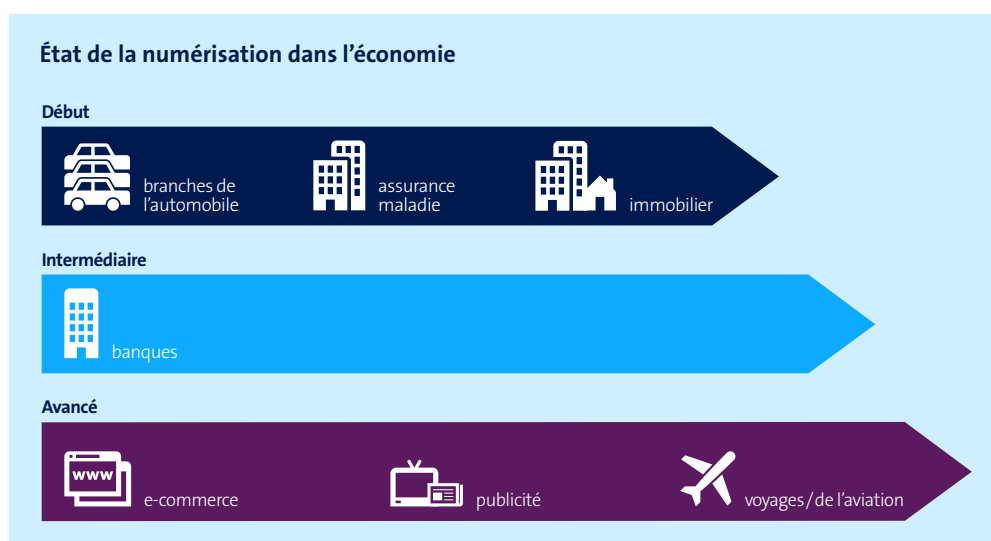 État de la numérisation dans l’économie
Début
branches de
l’automobile
assurance
maladie
immobilier
Intermédiaire
banques
Avancé
www
e-commerce
publicité
voyages/de l’aviation